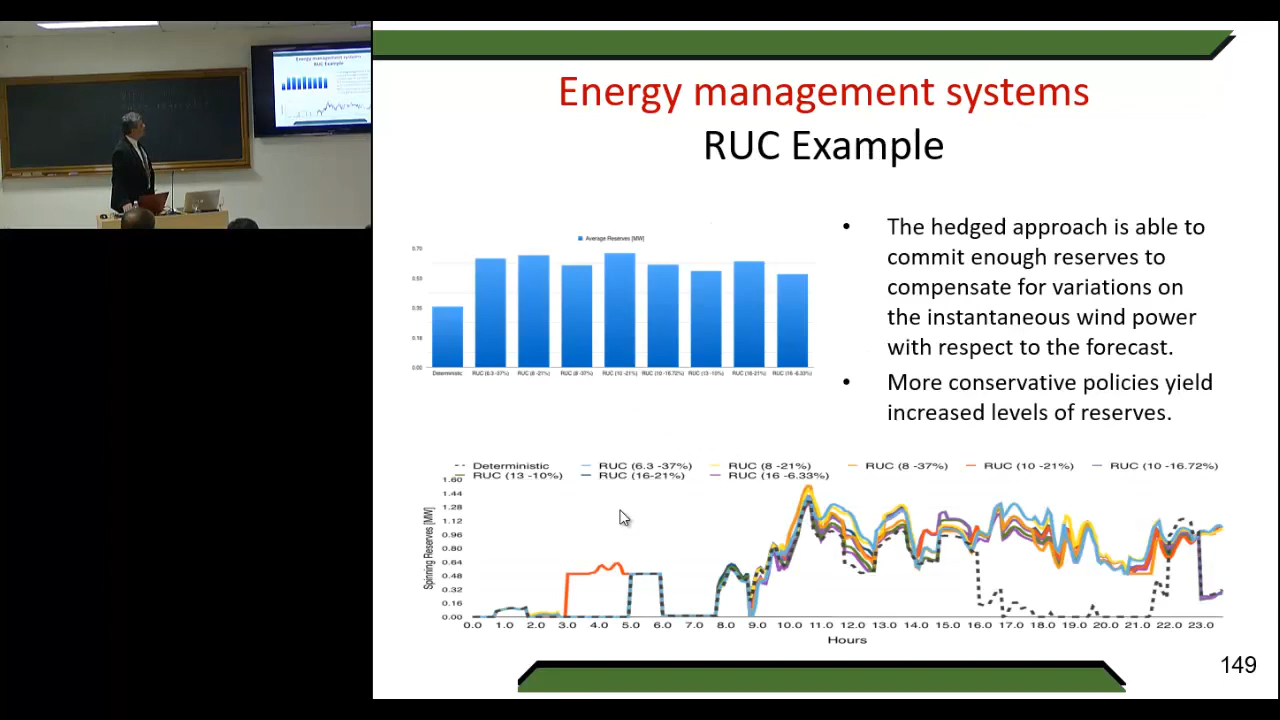 Energy management systems
RUC Example
Energy management systems
RUC Example
Average Reserves [MW]
0.70
0.53
0.35
0.18
0.00
Deterministic RUC (6.3 -37%) RUC (8 -21%) RUC (8 -37%) RUC (10 -21%) RUC (10 -16.72%) RUC (13 -10%) RUC (16-21%) RUC (16 -6.33%)
• The hedged approach is able to
commit enough reserves to
compensate for variations on
the instantaneous wind power
with respect to the forecast.
• More conservative policies yield
increased levels of reserves.
Deterministic RUC (6.3 -37%) RUC (8 -21%) RUC (8 -37%) RUC (10 -21%) RUC (10 -16.72%)
RUC (13 -10%) RUC (16-21%) RUC (16 -6.33%)
Spinning Reserves [MW]
1.60
1.44
1.28
1.12
0.96
0.80
0.64
0.48
0.32
0.16
0.00
0.0 1.0 2.0 3.0 4.0 5.0 6.0 7.0 8.0 9.0 10.0 11.0 12.0 13.0 14.0 15.0 16.0 17.0 18.0 19.0 20.0 21.0 22.0 23.0
Hours
149